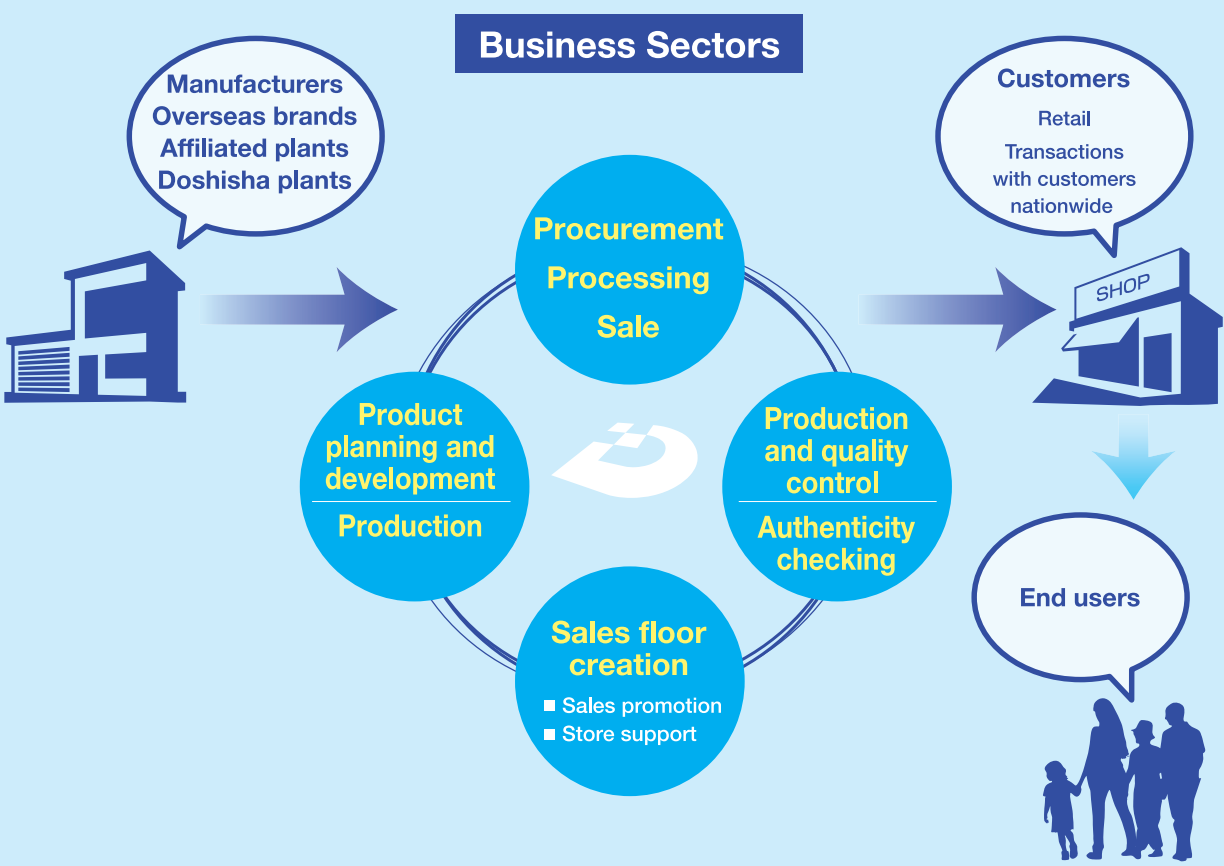 Business Sectors
Manufacturers
Overseas brands
Affiliated plants
Doshisha plants
Customers
Retail
Transactions
with customers
nationwide
SHOP
Procurement
Processing
Sale
Product
planning and
development
Production
Production
and quality
control
Authenticity
checking
Sales floor
creation
■ Sales promotion
■ Store support
End users